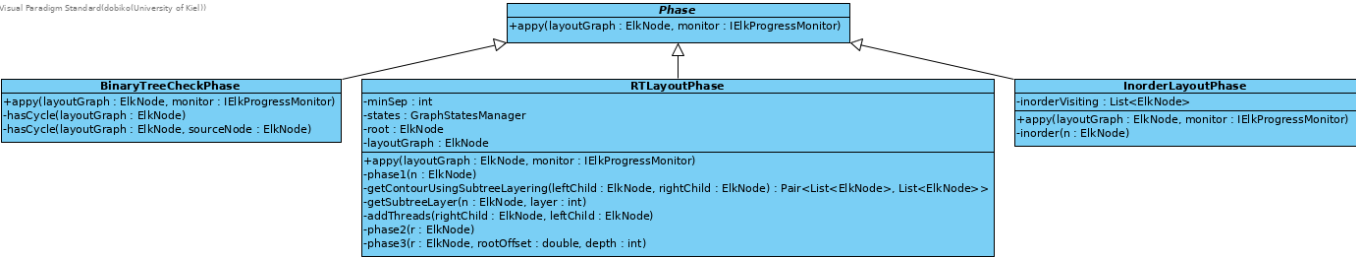 Visual Paradigm Standard(dobiko(University of Kiel))
Phase
+appy(layoutGraph : ElkNode, monitor : IElkProgressMonitor)
BinaryTreeCheckPhase
+appy(layoutGraph : ElkNode, monitor : IElkProgressMonitor)
-hasCycle(layoutGraph : ElkNode)
-hasCycle(layoutGraph : ElkNode, sourceNode : ElkNode)
RTLayoutPhase
-minSep : int
-states : GraphStatesManager
-root : ElkNode
-layoutGraph : ElkNode
+appy(layoutGraph : ElkNode, monitor : IElkProgressMonitor)
-phase1(n : ElkNode)
-getContourUsingSubtreeLayering(leftChild : ElkNode, rightChild : ElkNode) : Pair<List<ElkNode>, List<ElkNode>>
-getSubtreeLayer(n : ElkNode, layer : int)
-addThreads(rightChild : ElkNode, leftChild : ElkNode)
-phase2(r : ElkNode)
-phase3(r : ElkNode, rootOffset : double, depth : int)
InorderLayoutPhase
-inorderVisiting : List<ElkNode>
+appy(layoutGraph : ElkNode, monitor : IElkProgressMonitor)
-inorder(n : ElkNode)